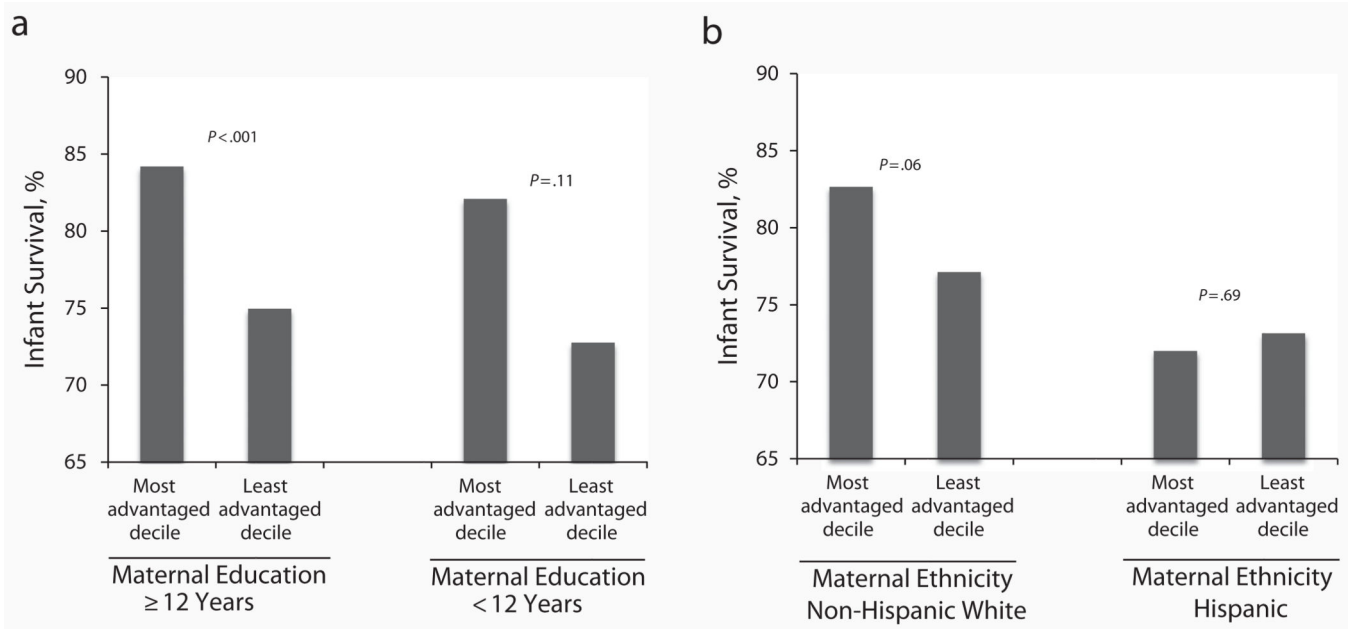 a
90
85
80
75
70
65
Infant Survival, %
P<.001
P=.11
Most advantaged decile
Least advantaged decile
Most advantaged decile
Least advantaged decile
Maternal Education
≥ 12 Years
Maternal Education
< 12 Years
b
90
85
80
75
70
65
Infant Survival, %
P=.06
P=.69
Most advantaged decile
Least advantaged decile
Most advantaged decile
Least advantaged decile
Maternal Ethnicity
Non-Hispanic White
Maternal Ethnicity
Hispanic